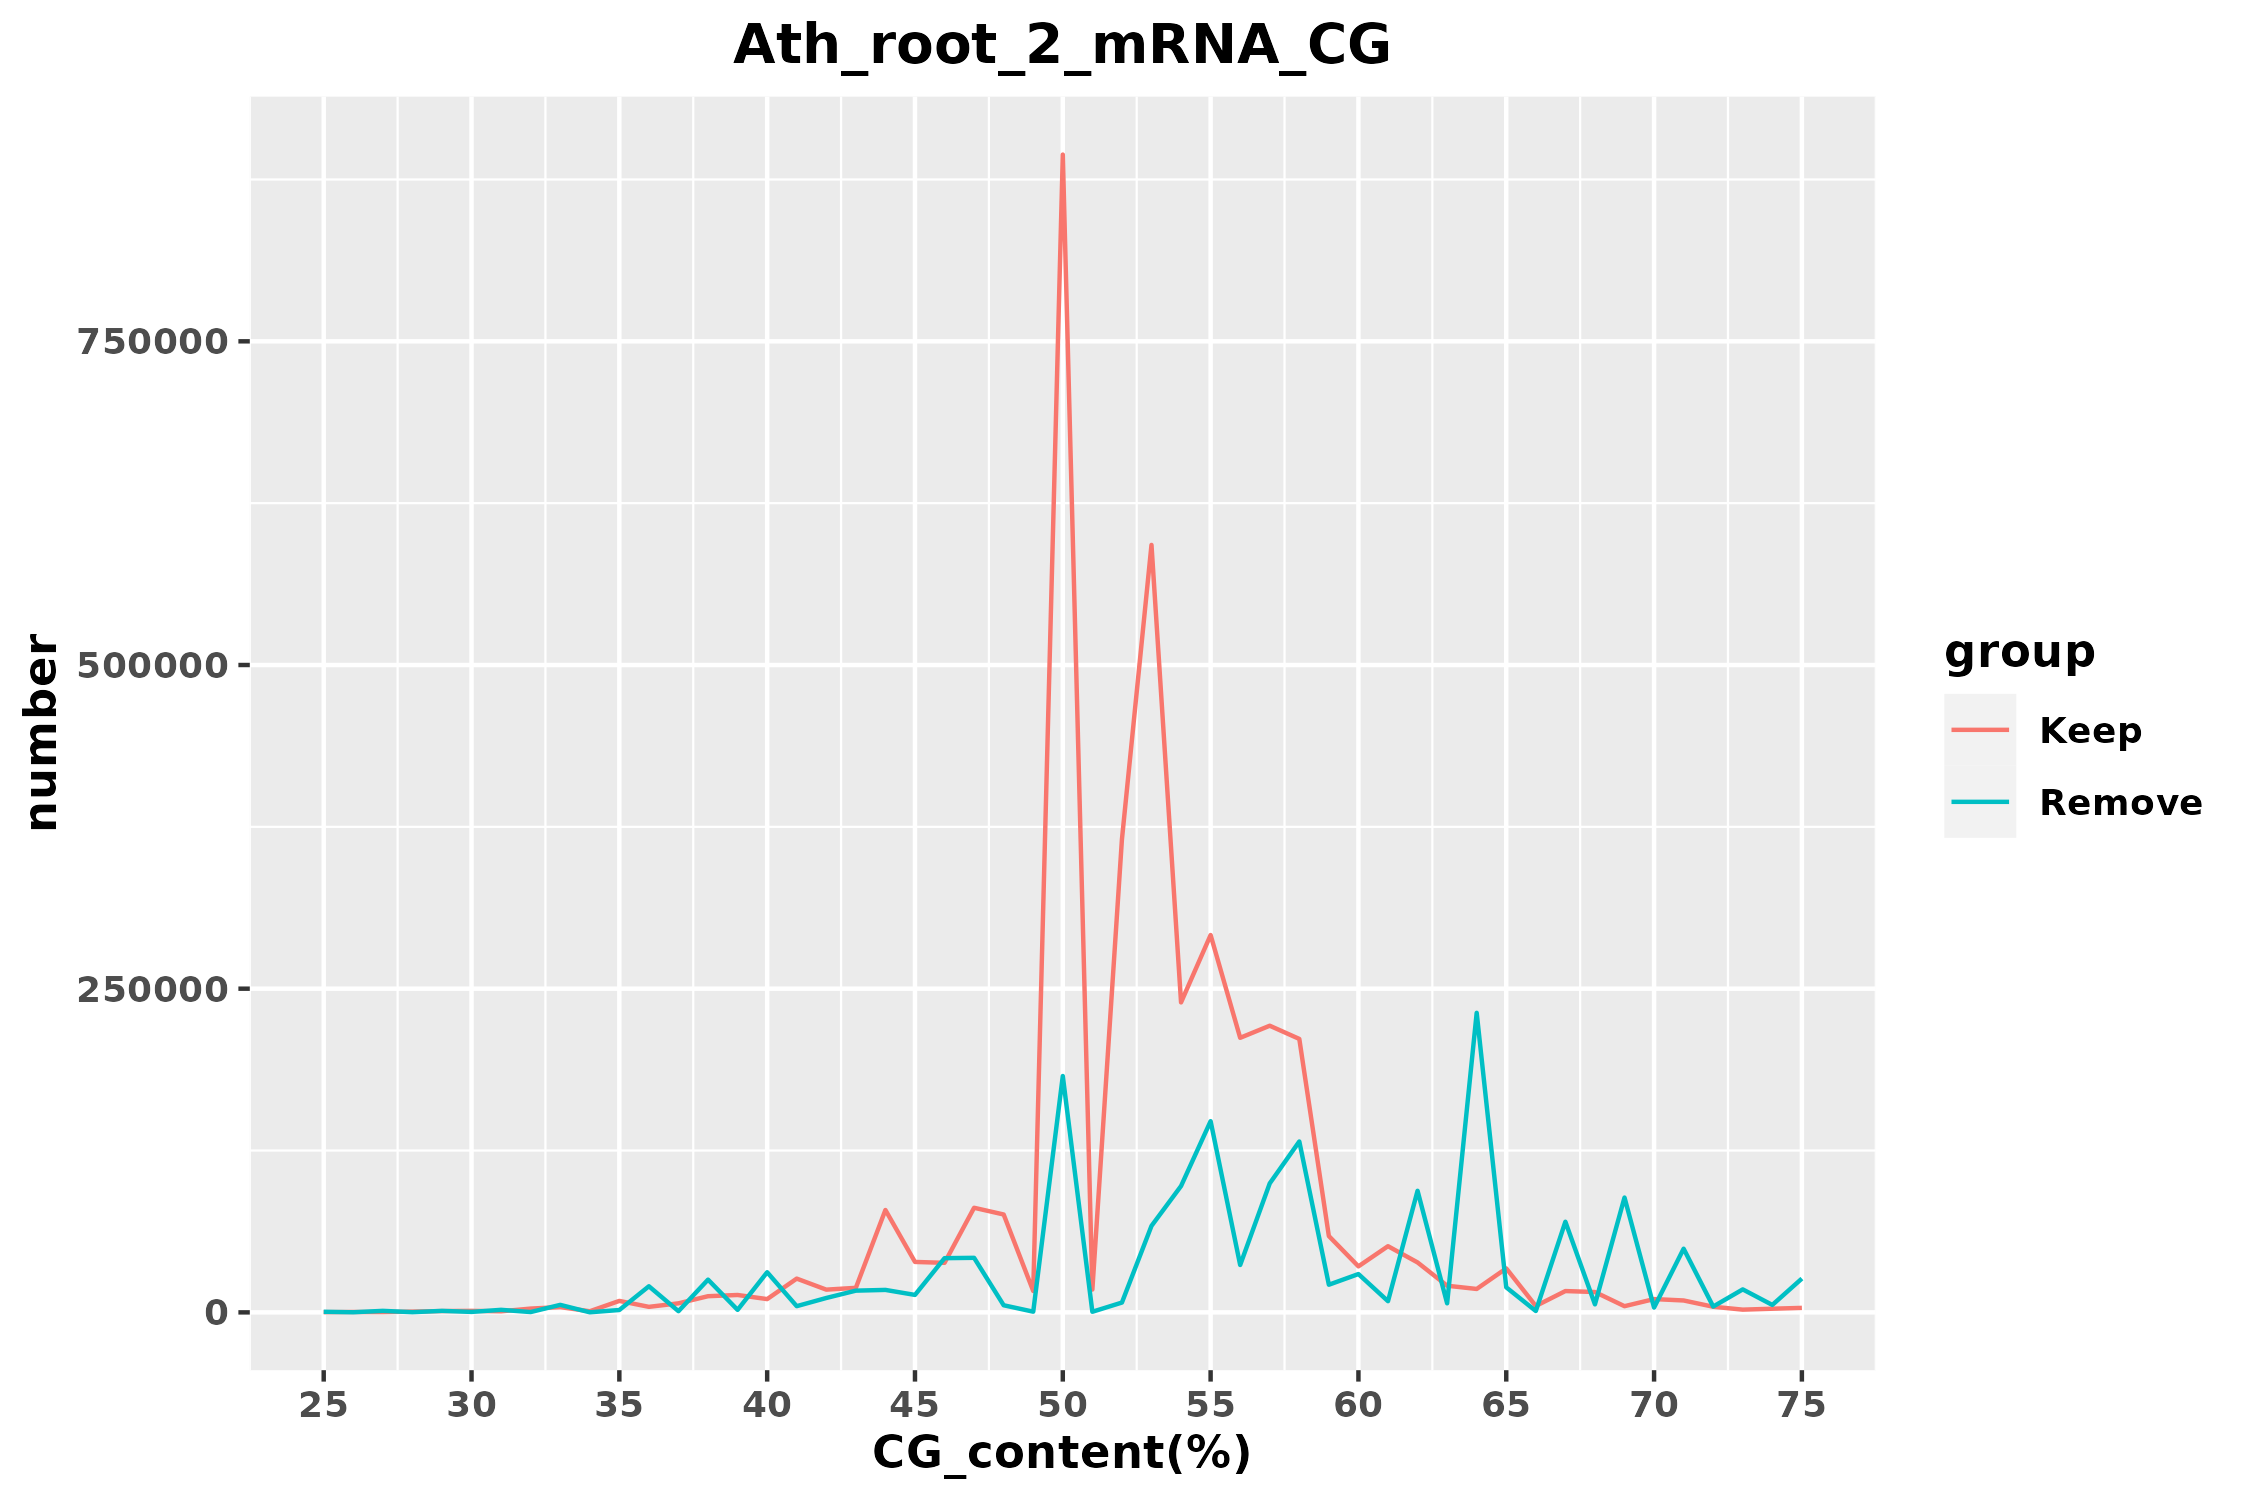 Ath_root_2_mRNA_CG
number
750000
500000
250000
0
25 30 35 40 45 50 55 60 65 70 75
CG_content(%)
group
Keep
Remove